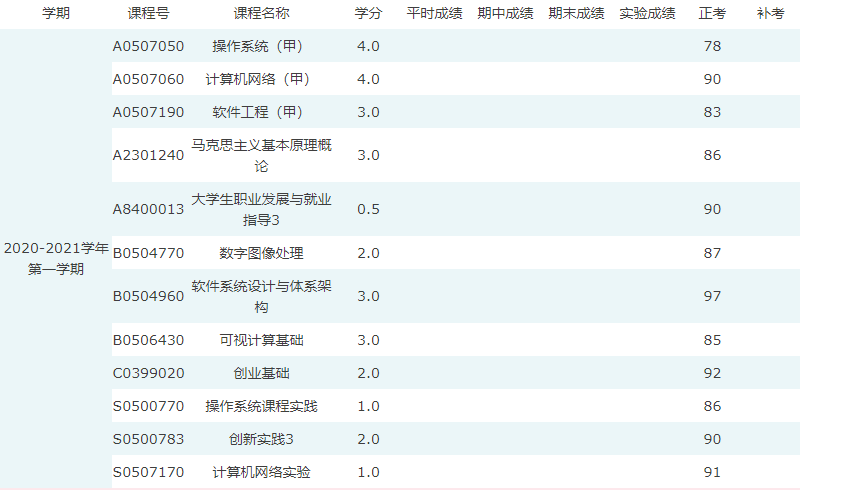 学期 课程号 课程名称 学分 平时成绩 期中成绩 期末成绩 实验成绩 正考 补考
2020-2021学年
第一学期
A0507050 操作系统（甲） 4.0 78
A0507060 计算机网络（甲） 4.0 90
A0507190 软件工程（甲） 3.0 83
A2301240 马克思主义基本原理概
论 3.0 86
A8400013 大学生职业发展与就业
指导3 0.5 90
B0504770 数字图像处理 2.0 87
B0504960 软件系统设计与体系架
构 3.0 97
B0506430 可视计算基础 3.0 85
C0399020 创业基础 2.0 92
S0500770 操作系统课程实践 1.0 86
S0500783 创新实践3 2.0 90
S0507170 计算机网络实验 1.0 91